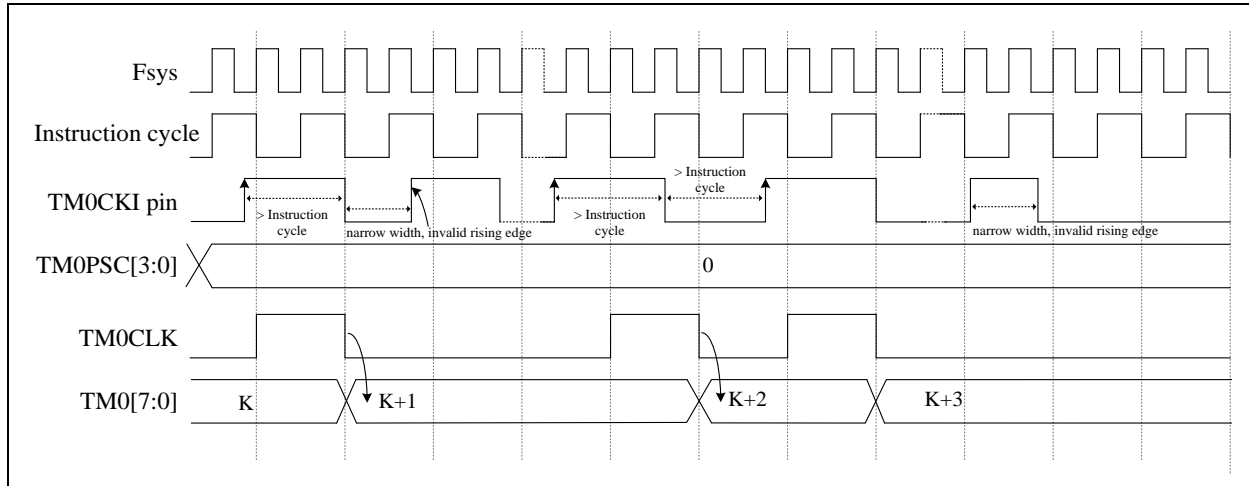 Fsys
Instruction cycle
TM0CKI pin
> Instruction
cycle
narrow width, invalid rising edge
> Instruction
cycle
> Instruction
cycle
narrow width, invalid rising edge
TM0PSC[3:0]
0
TM0CLK
TM0[7:0]
K
K+1
K+2
K+3